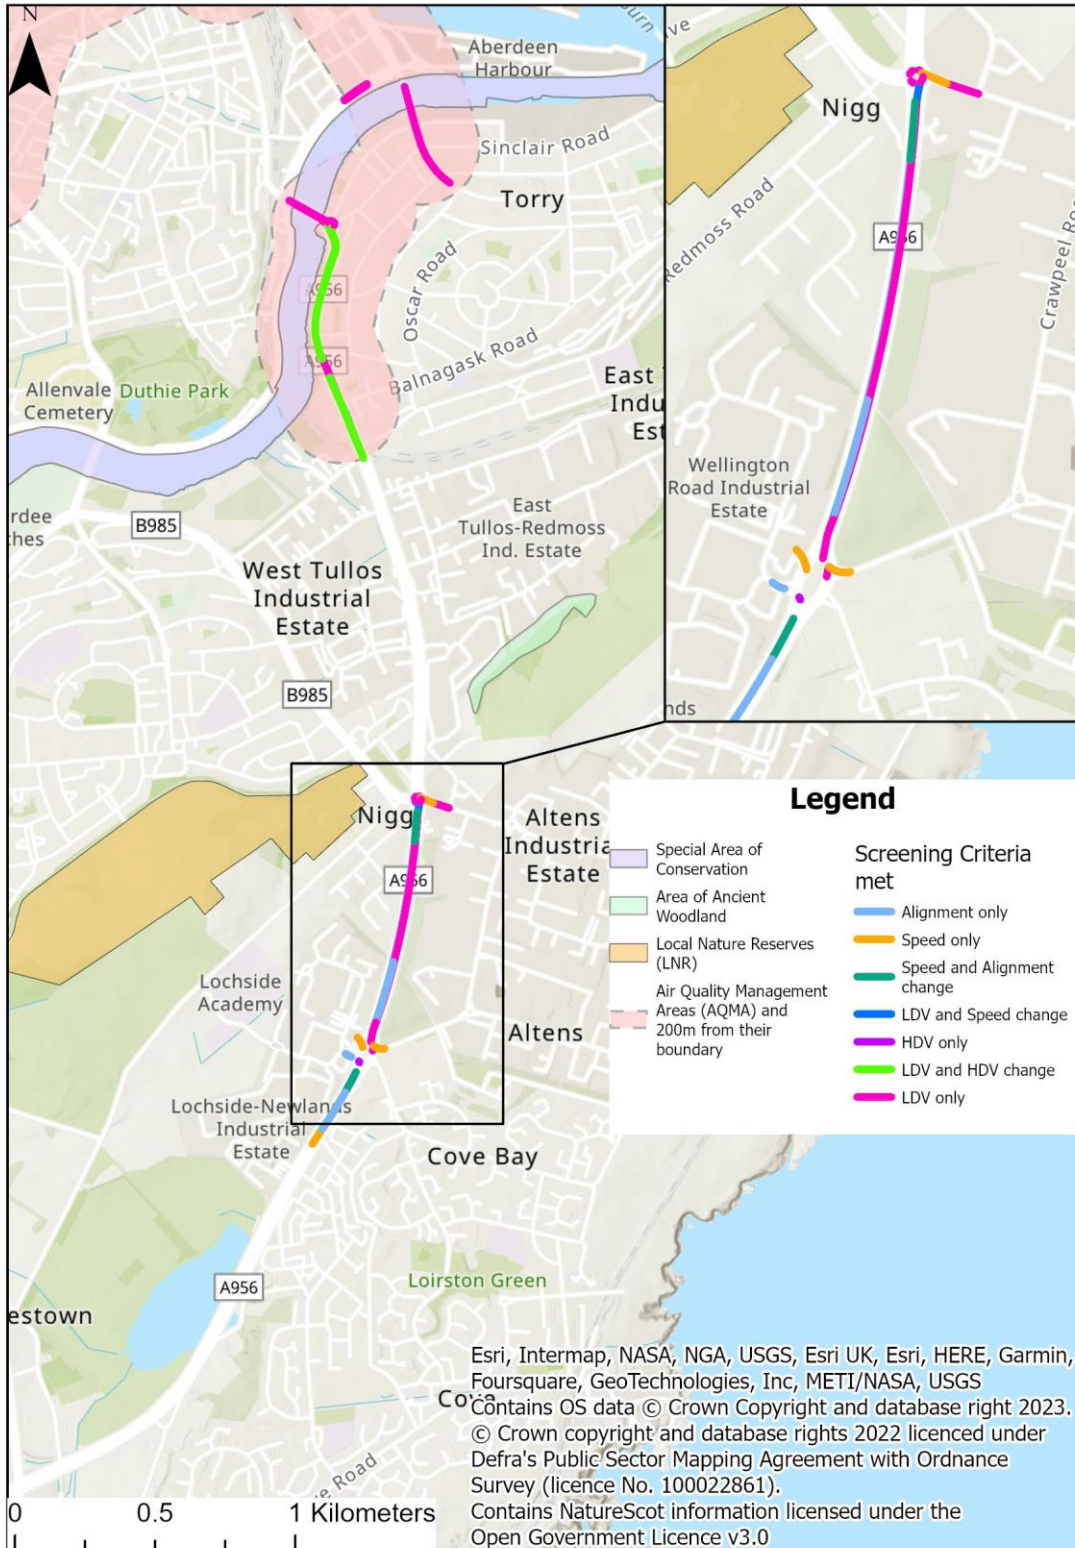 N
Aberdeen
Harbour
Sinclair Road
Torry
A956
Oscar Road
A956
Balnagask Road
Allenvale
Cemetery
Duthie Park
B985
East
Tullos-Redmoss
Ind. Estate
West Tullos
Industrial
Estate
B985
Nigg
Redmoss Road
A956
Wellington
Road Industrial
Estate
Nigg
Altens
Industria
Estate
A956
Lochside
Academy
Altens
Lochside-Newlands
Industrial
Estate
Cove Bay
Loirston Green
A956
estown
Cove
Road
Legend
Special Area of
Conservation
Area of Ancient
Woodland
Local Nature Reserves
(LNR)
Air Quality Management
Areas (AQMA) and
200m from their
boundary
Screening Criteria
met
Alignment only
Speed only
Speed and Alignment
change
LDV and Speed change
HDV only
LDV and HDV change
LDV only
Esri, Intermap, NASA, NGA, USGS, Esri UK, Esri, HERE, Garmin,
Foursquare, GeoTechnologies, Inc, METI/NASA, USGS
Contains OS data © Crown Copyright and database right 2023.
© Crown copyright and database rights 2022 licenced under
Defra's Public Sector Mapping Agreement with Ordnance
Survey (licence No. 100022861).
Contains NatureScot information licensed under the
Open Government Licence v3.0
0 0.5 1 Kilometers